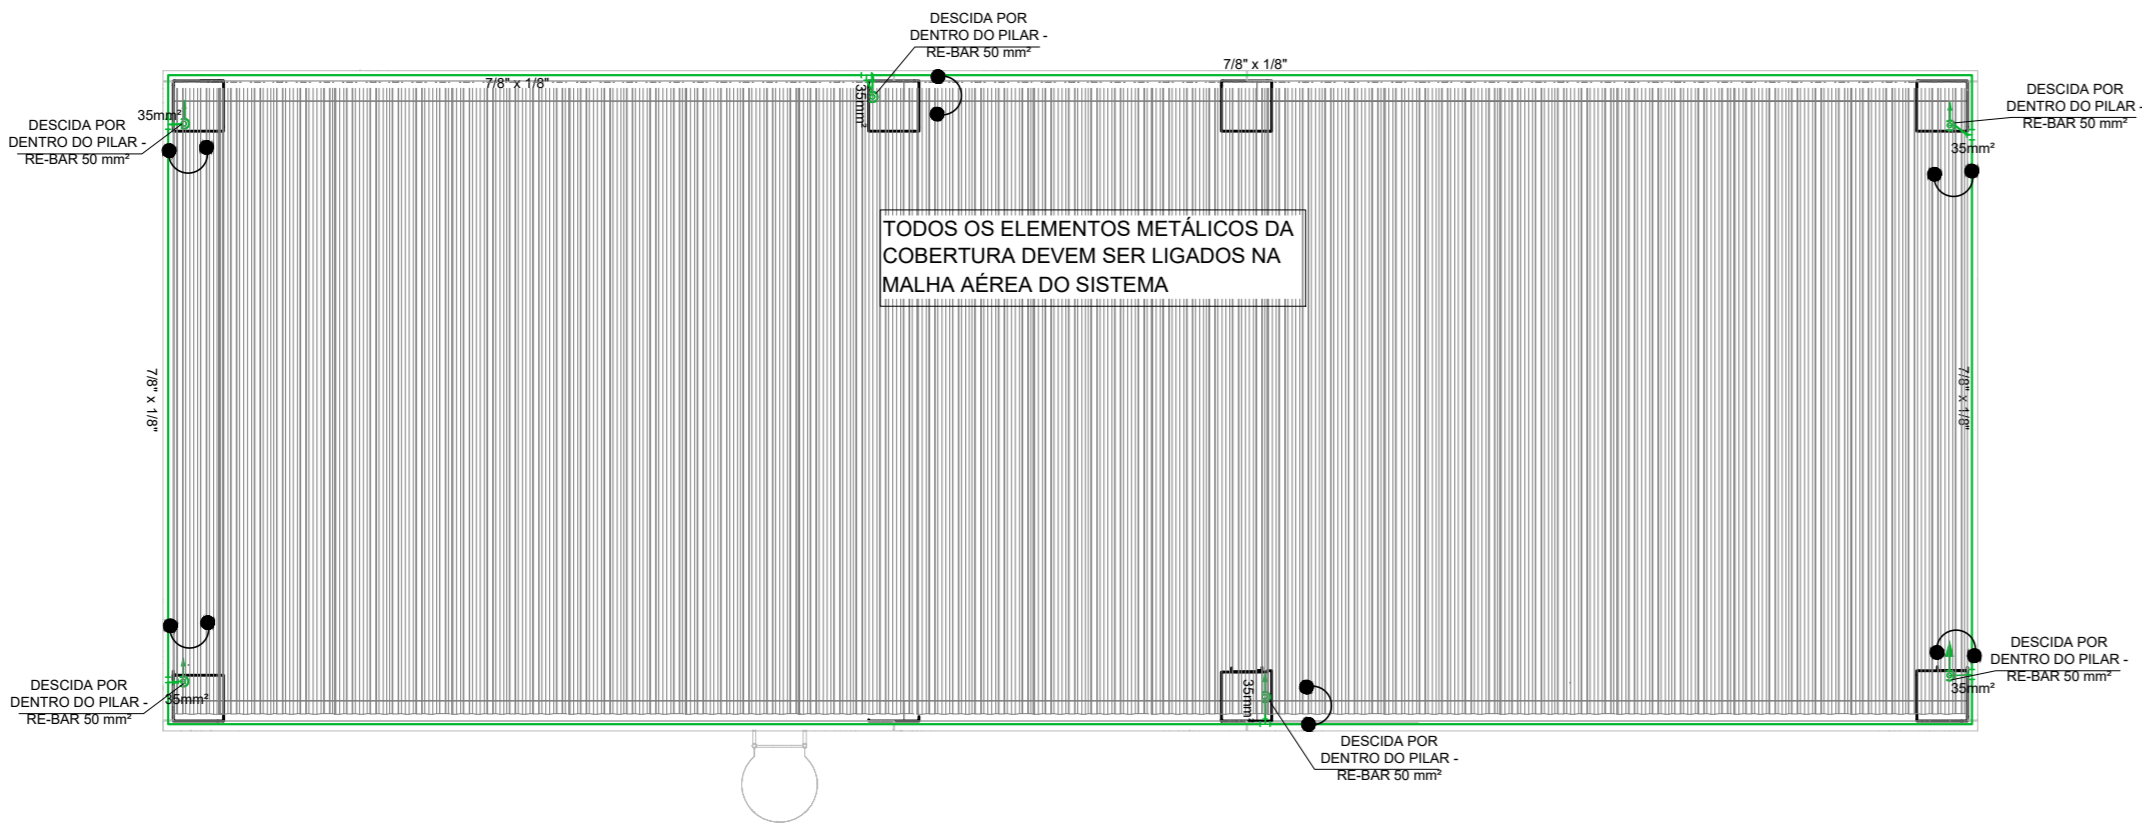 DESCIDA POR
DENTRO DO PILAR -
RE-BAR 50 mm²
7/8" x 1/8"
7/8" x 1/8"
35mm²
DESCIDA POR
DENTRO DO PILAR -
RE-BAR 50 mm²
35mm²
DESCIDA POR
DENTRO DO PILAR -
RE-BAR 50 mm²
35mm²
35mm²
TODOS OS ELEMENTOS METÁLICOS DA
COBERTURA DEVEM SER LIGADOS NA
MALHA AÉREA DO SISTEMA
7/8" x 1/8"
7/8" x 1/8"
DESCIDA POR
DENTRO DO PILAR -
RE-BAR 50 mm²
35mm²
DESCIDA POR
DENTRO DO PILAR -
RE-BAR 50 mm²
35mm²
35mm²
DESCIDA POR
DENTRO DO PILAR -
RE-BAR 50 mm²